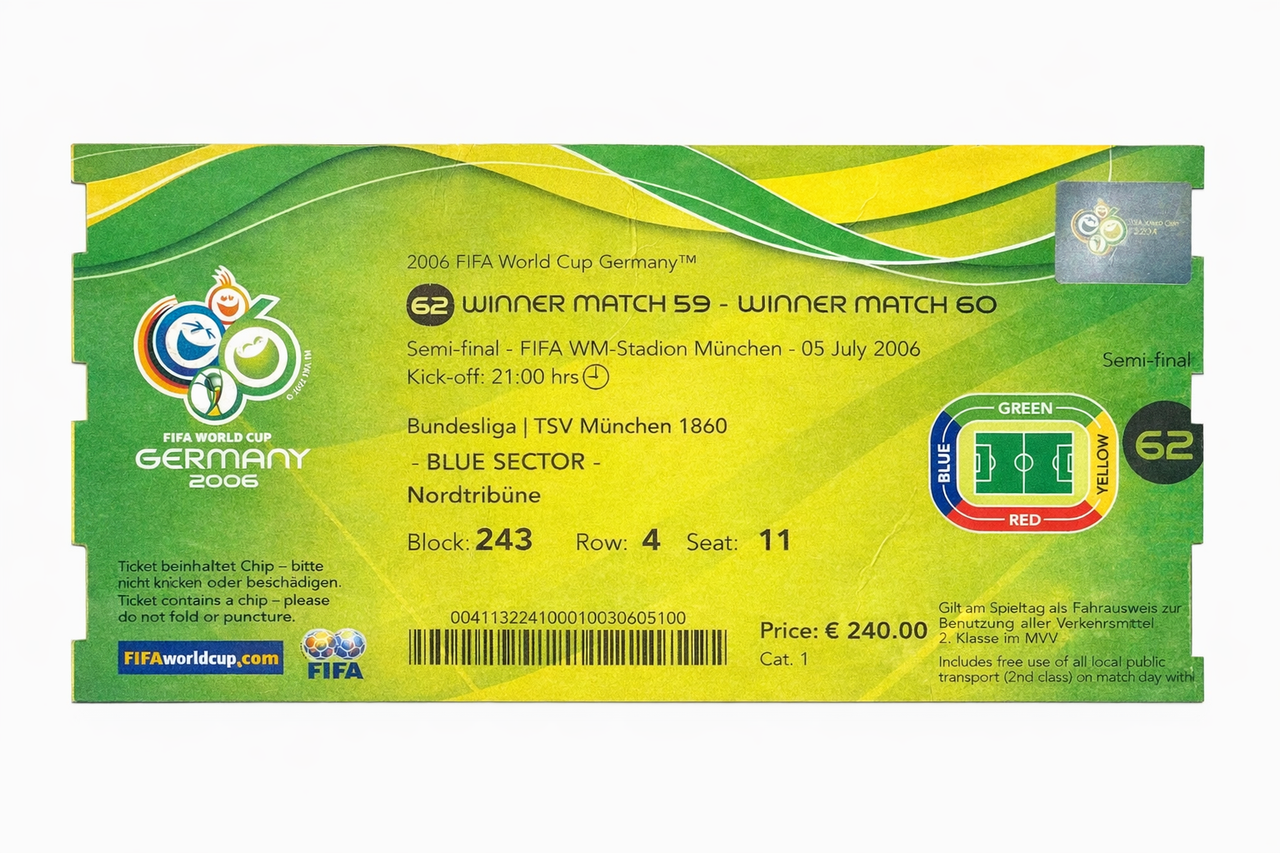 2006 FIFA World Cup Germany™
62 WINNER MATCH 59 - WINNER MATCH 60
Semi-final - FIFA WM-Stadion München - 05 July 2006
Kick-off: 21:00 hrs
Semi-final
62
Bundesliga | TSV München 1860
- BLUE SECTOR -
Nordtribüne
Block: 243 Row: 4 Seat: 11
GREEN
BLUE
YELLOW
RED
FIFA WORLD CUP
GERMANY
2006
Ticket beinhaltet Chip – bitte
nicht knicken oder beschädigen.
Ticket contains a chip – please
do not fold or puncture.
FIFAworldcup.com
FIFA
004113224100010030605100
Price: € 240.00
Cat. 1
Gilt am Spieltag als Fahrausweis zur
Benutzung aller Verkehrsmittel
2. Klasse im MVV
Includes free use of all local public
transport (2nd class) on match day with